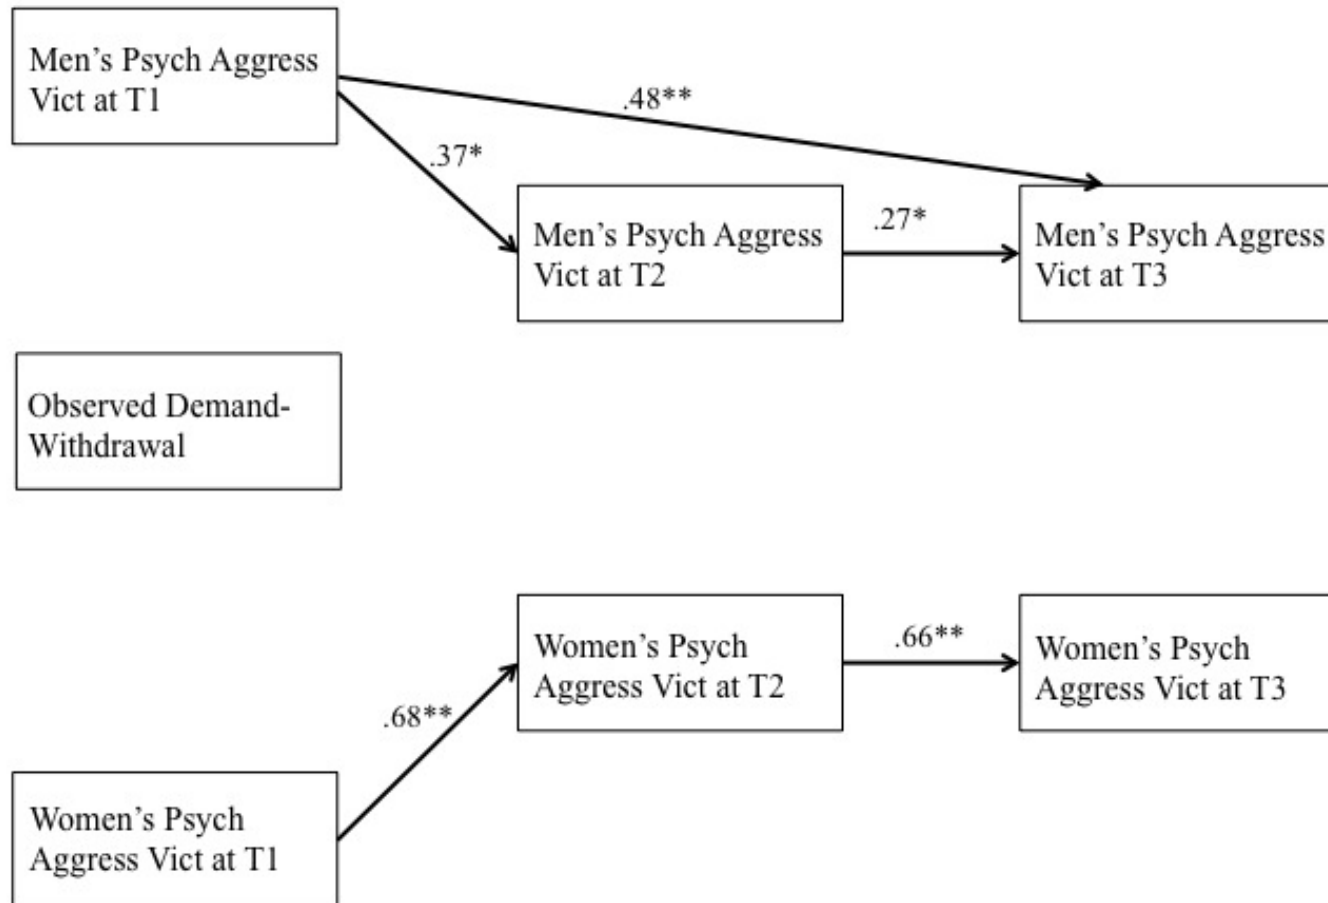 Men’s Psych Aggress
Vict at T1
.48**
.37*
Men’s Psych Aggress
Vict at T2
.27*
Men’s Psych Aggress
Vict at T3
Observed Demand-
Withdrawal
Women’s Psych
Aggress Vict at T2
.66**
Women’s Psych
Aggress Vict at T3
.68**
Women’s Psych
Aggress Vict at T1